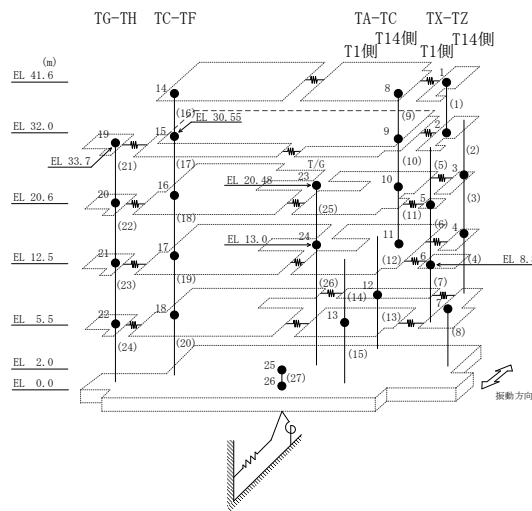 TG-TH TC-TF TA-TC TX-TZ
T14側 T14側
T1側 T1側
(m)
EL 41.6
14 8 1
(16) EL 30.55 (9) (1)
EL 32.0
19 15 9 2
EL 33.7
(21) (17) (10) (2)
T/G
EL 20.6
20 16 EL 20.48 23 10 (5) 3
(22) (18) (25) (11) 5 (3)
EL 12.5
21 17 EL 13.0 24 11 (6) 4
(23) (19) (12) 6 (4) EL 8.
EL 5.5
22 18 (26) (14) 12 (7)
13 (13) 7
(24) (20) (15) (8)
EL 2.0
25
EL 0.0
26 (27)
振動方向